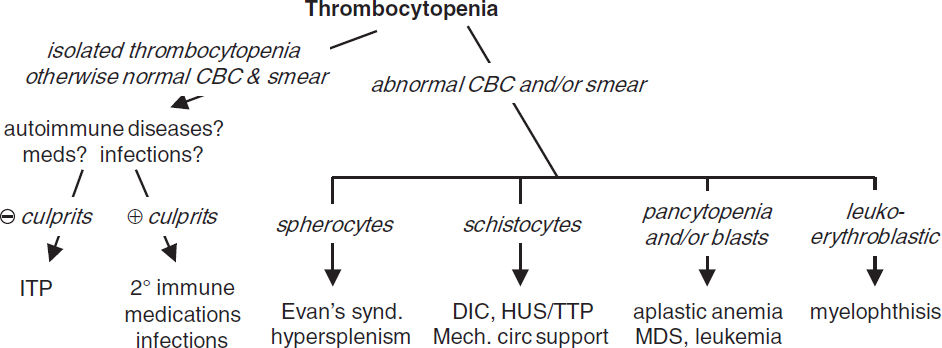 Thrombocytopenia
isolated thrombocytopenia
otherwise normal CBC & smear
abnormal CBC and/or smear
autoimmune diseases?
meds? infections?
⊖ culprits
⊕ culprits
spherocytes
schistocytes
pancytopenia
and/or blasts
leuko-
erythroblastic
ITP
2° immune
medications
infections
Evan's synd.
hypersplenism
DIC, HUS/TTP
Mech. circ support
aplastic anemia
MDS, leukemia
myelophthisis